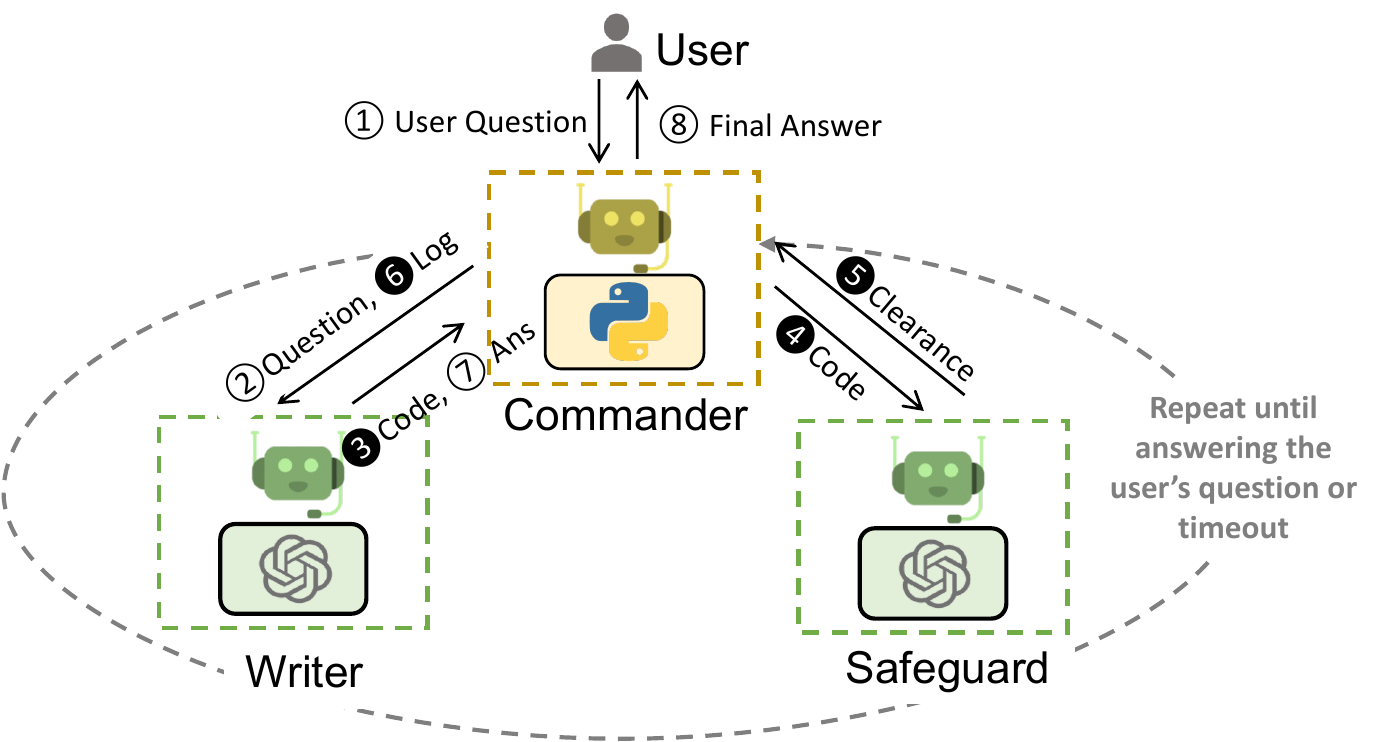 User
① User Question
⑧ Final Answer
② Question, ❻ Log
❸ Code, ⑦ Ans
❺ Clearance
❹ Code
Commander
Repeat until
answering the
user’s question or
timeout
Writer
Safeguard